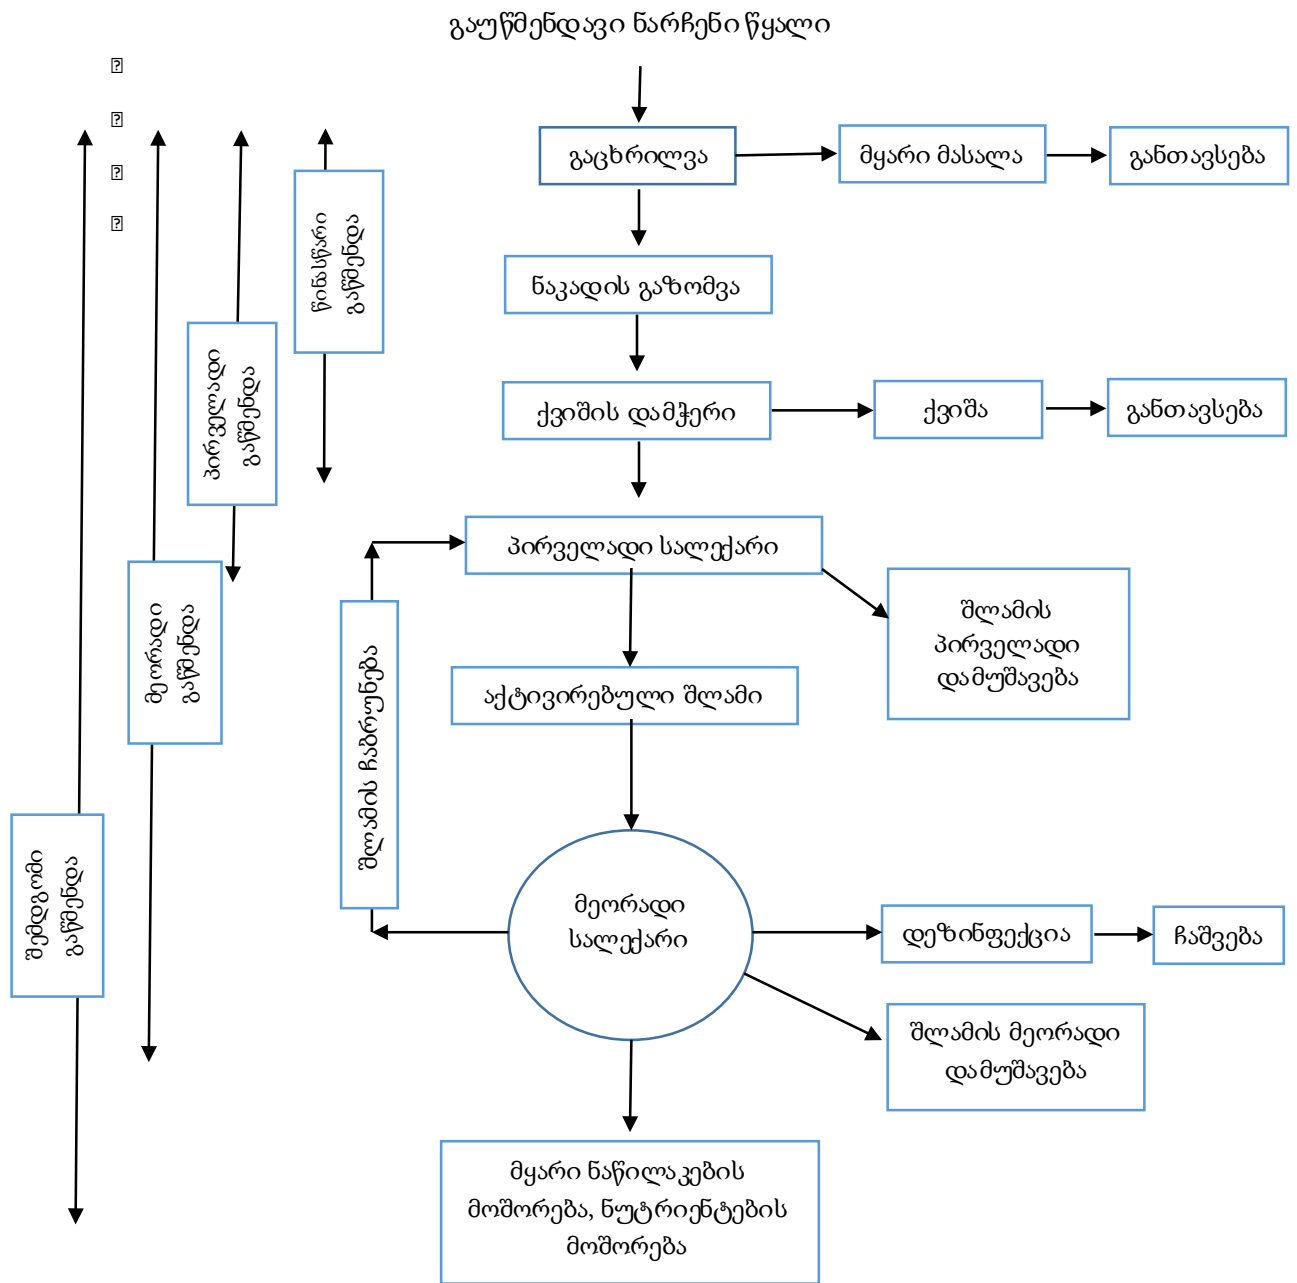 გაუწმენდავი ნარჩენი წყალი
გაცხრილვა
მყარი მასალა
განთავსება
წინასწარი
გაწმენდა
ნაკადის გაზომვა
პირველადი
გაწმენდა
ქვიშის დამჭერი
ქვიშა
განთავსება
პირველადი სალექარი
მეორადი
გაწმენდა
შლამის ჩაბრუნება
შლამის
პირველადი
დამუშავება
აქტივირებული შლამი
შემდგომი
გაწმენდა
მეორადი
სალექარი
დეზინფექცია
ჩაშვება
შლამის მეორადი
დამუშავება
მყარი ნაწილაკების
მოშორება, ნუტრიენტების
მოშორება